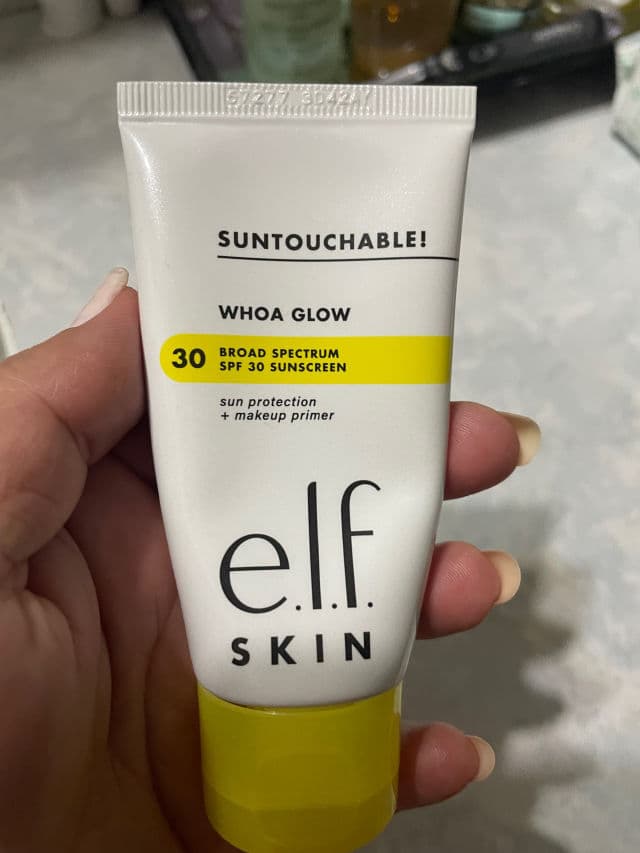 SUNTOUCHABLE!
WHOA GLOW
30 BROAD SPECTRUM
SPF 30 SUNSCREEN
sun protection
+ makeup primer
e.l.f.
SKIN